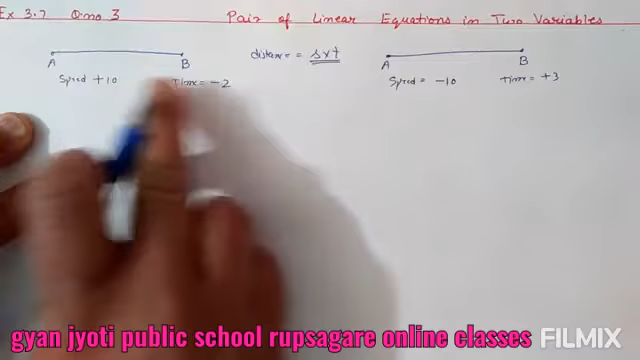 Ex 3.7 Q.no 3 Pair of Linear Equations in Two Variables
A B distance = s×t A B
Speed +10 Time = -2 Speed = -10 Time = +3
gyan jyoti public school rupsagare online classes FILMIX